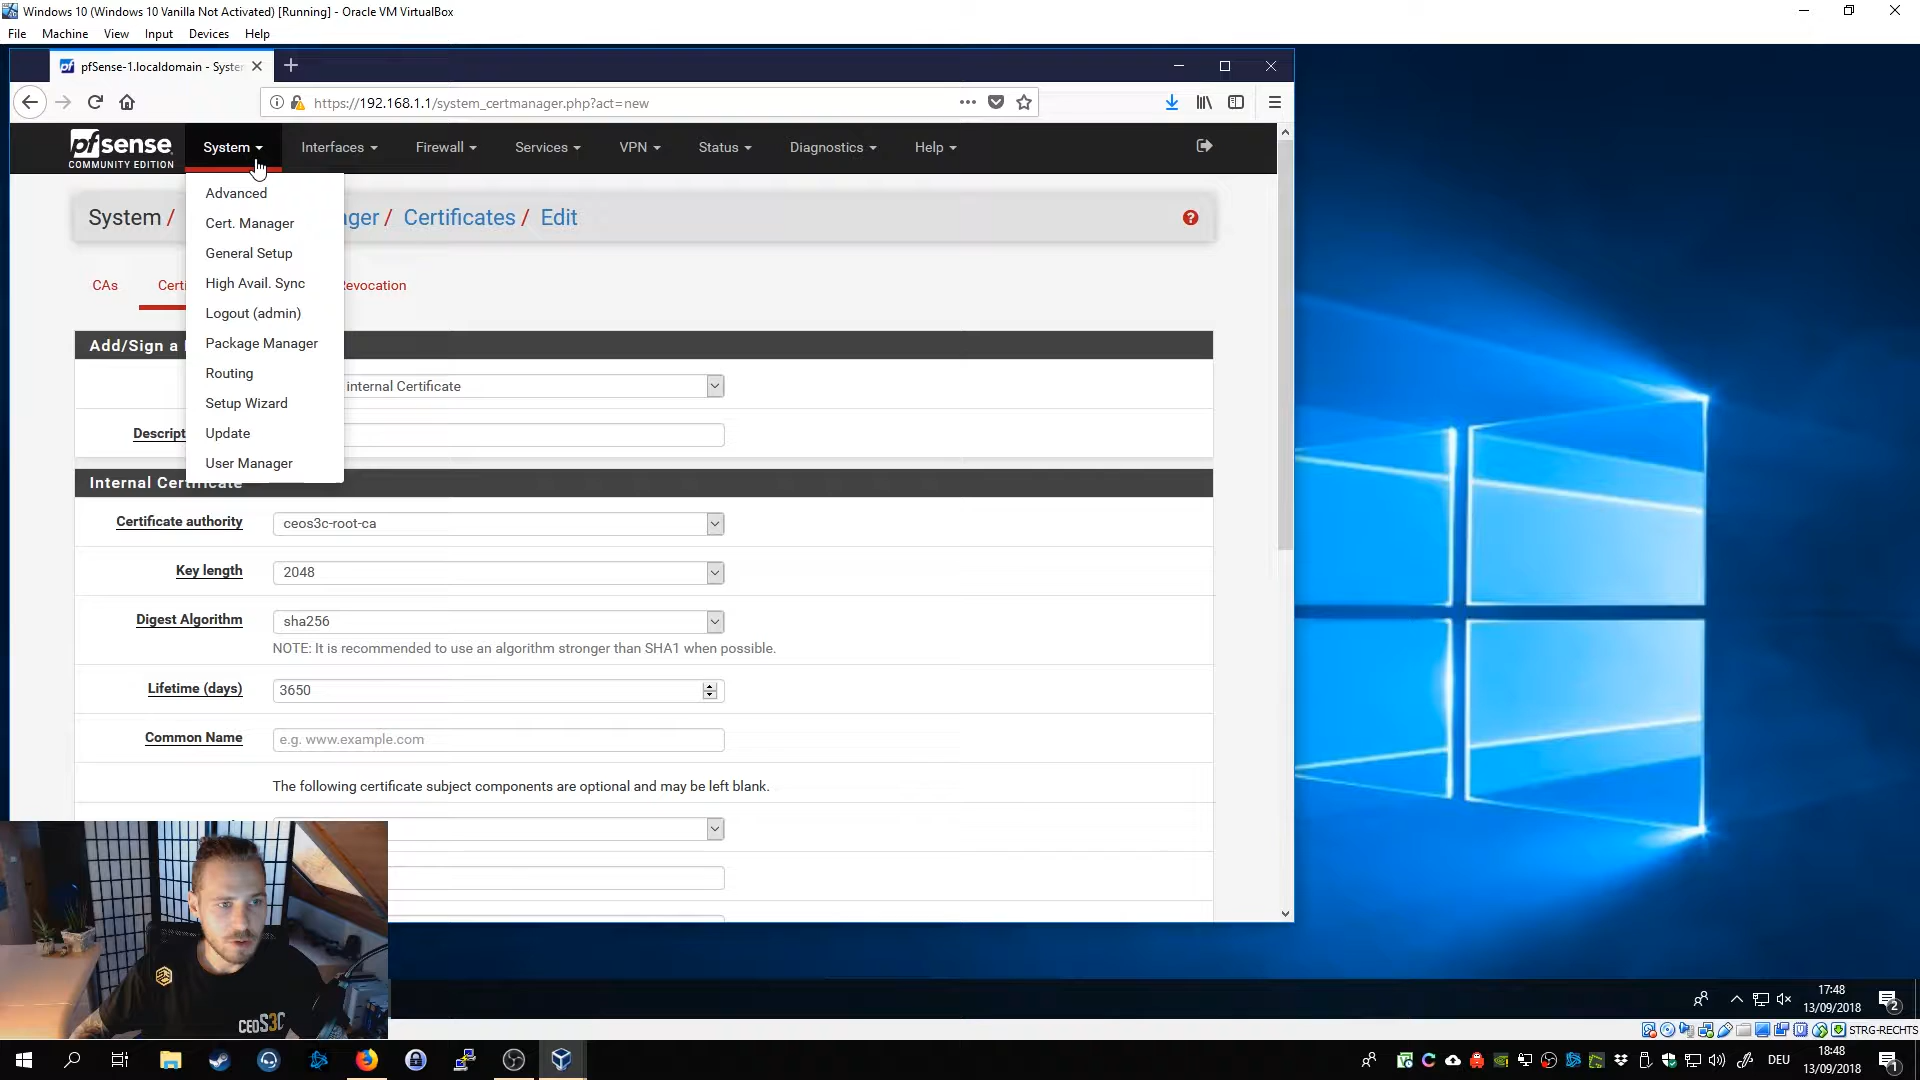 Windows 10 (Windows 10 Vanilla Not Activated) [Running] - Oracle VM VirtualBox
File Machine View Input Devices Help
pfSense-1.localdomain - Syste
https://192.168.1.1/system_certmanager.php?act=new
pfsense
COMMUNITY EDITION
System Interfaces Firewall Services VPN Status Diagnostics Help
Advanced
Cert. Manager
General Setup
High Avail. Sync
Logout (admin)
Package Manager
Routing
Setup Wizard
Update
User Manager
System / ager / Certificates / Edit
CAs Certi evocation
Add/Sign a
internal Certificate
Descript
Internal Certificate
Certificate authority ceos3c-root-ca
Key length 2048
Digest Algorithm sha256
NOTE: It is recommended to use an algorithm stronger than SHA1 when possible.
Lifetime (days) 3650
Common Name e.g. www.example.com
The following certificate subject components are optional and may be left blank.
CEOS3C
17:48
13/09/2018
2
STRG-RECHTS
DEU
18:48
13/09/2018
1